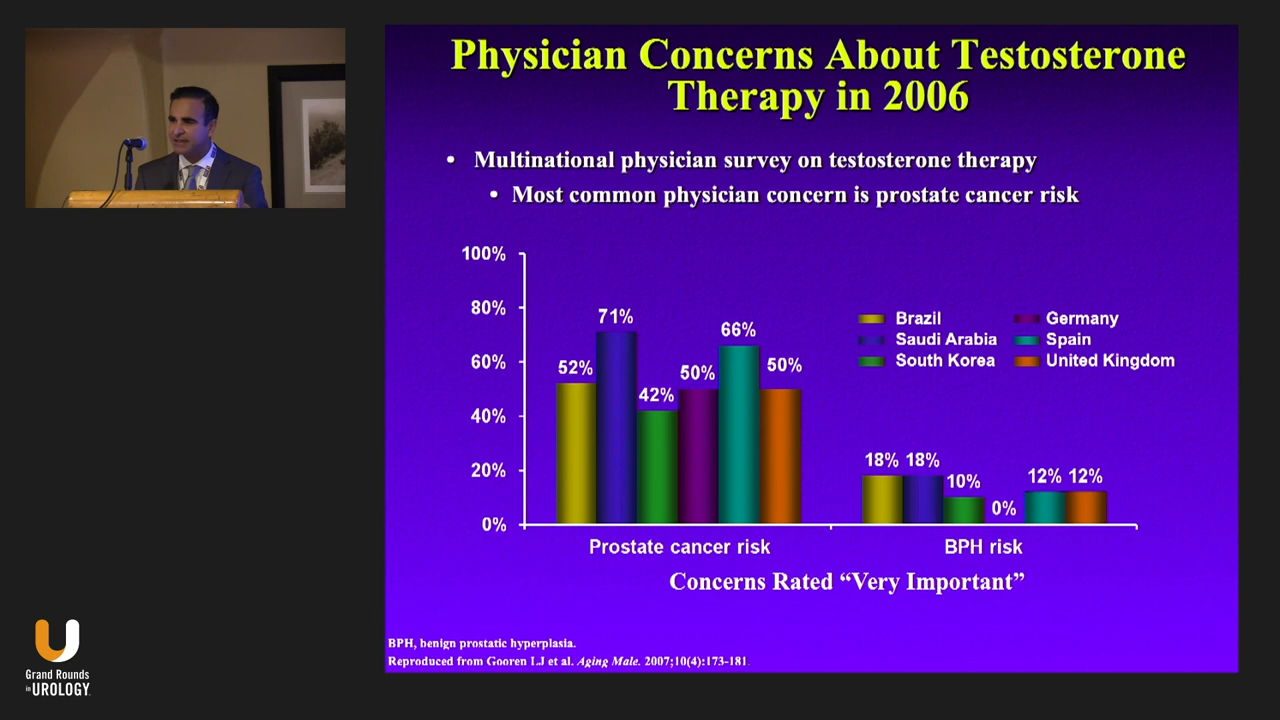 Physician Concerns About Testosterone
Therapy in 2006
• Multinational physician survey on testosterone therapy
• Most common physician concern is prostate cancer risk
100%
80%
60%
40%
20%
0%
52%
71%
42%
50%
66%
50%
18%
18%
10%
0%
12%
12%
Brazil
Germany
Saudi Arabia
Spain
South Korea
United Kingdom
Prostate cancer risk
BPH risk
Concerns Rated “Very Important”
BPH, benign prostatic hyperplasia.
Reproduced from Gooren LJ et al. Aging Male. 2007;10(4):173-181.
Grand Rounds
in UROLOGY